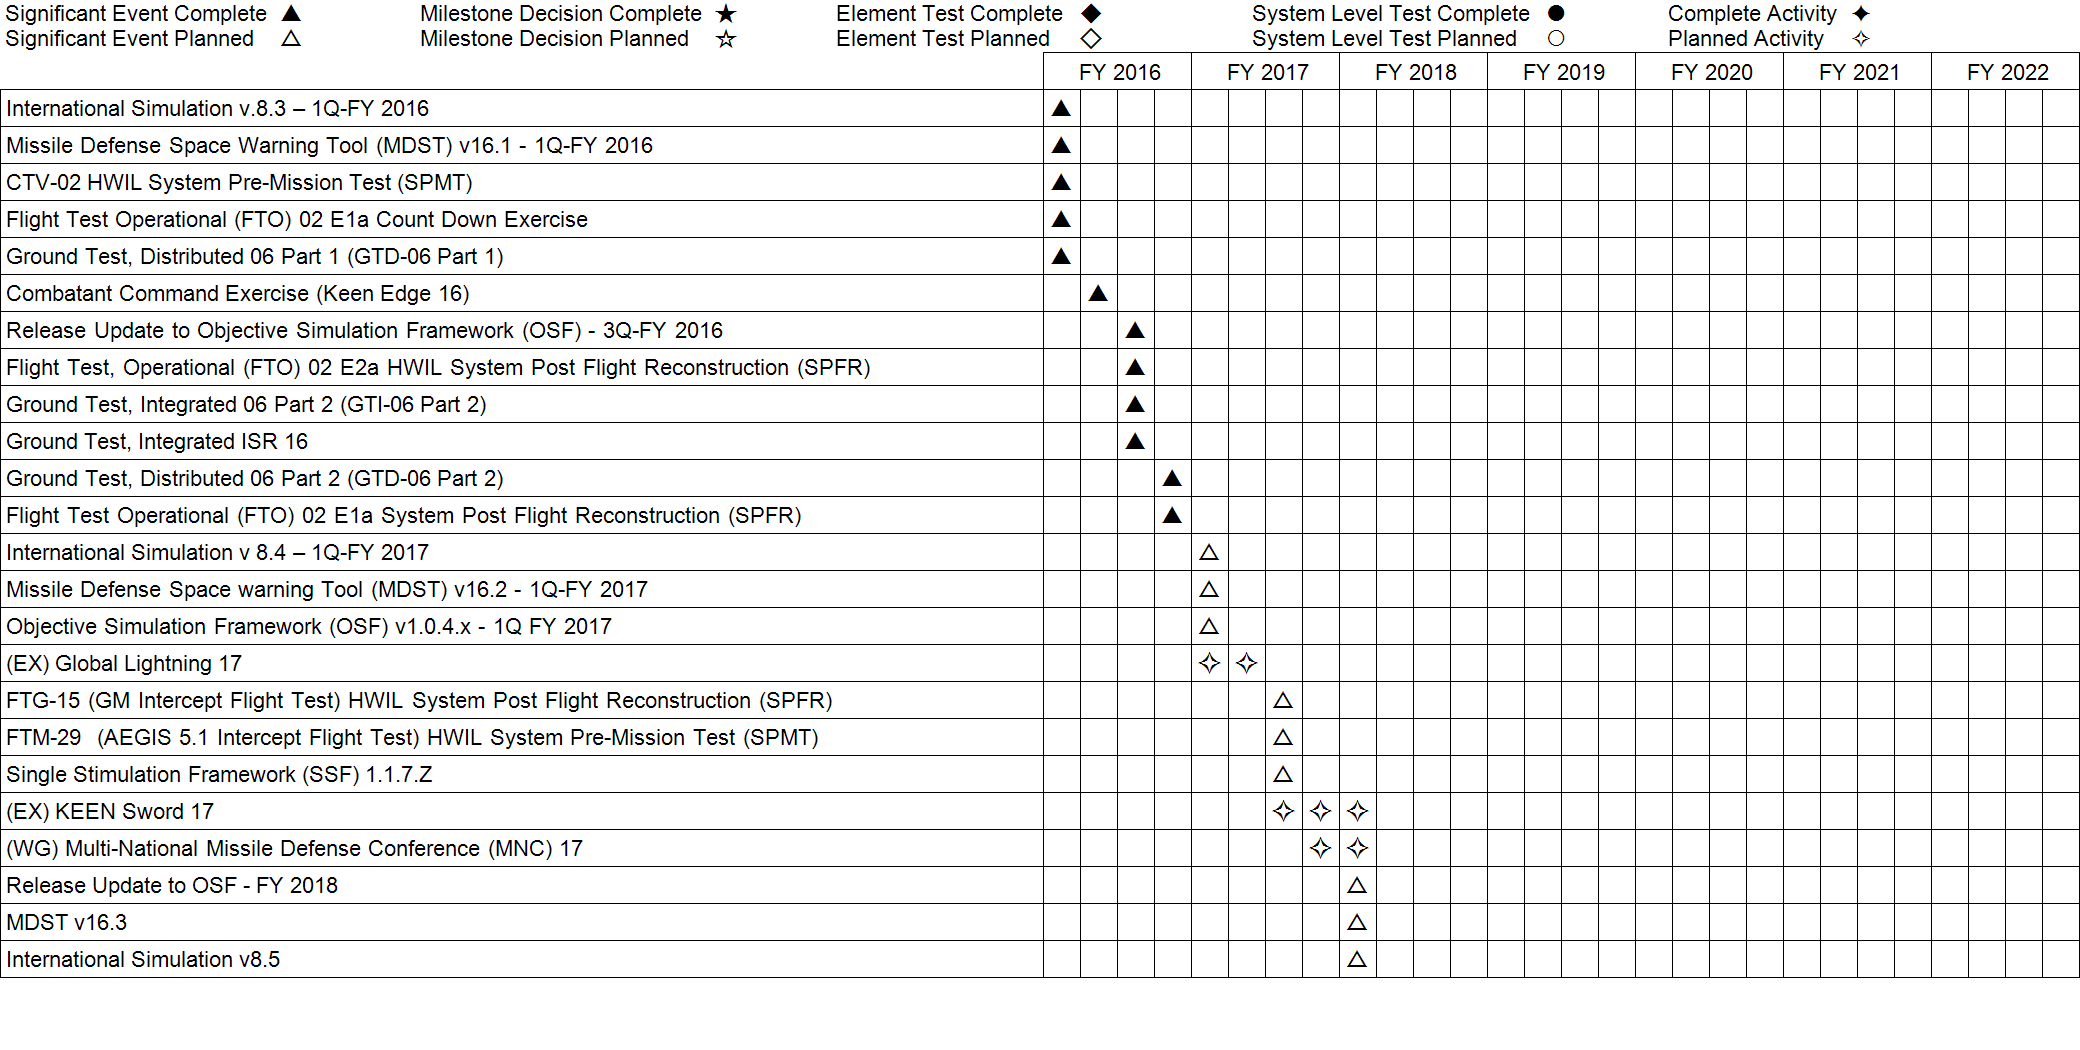 Significant Event Complete ▲ Milestone Decision Complete ★ Element Test Complete ◆ System Level Test Complete ● Complete Activity ✦
Significant Event Planned △ Milestone Decision Planned ☆ Element Test Planned ◇ System Level Test Planned ○ Planned Activity ✧
FY 2016 FY 2017 FY 2018 FY 2019 FY 2020 FY 2021 FY 2022
International Simulation v.8.3 – 1Q-FY 2016 ▲
Missile Defense Space Warning Tool (MDST) v16.1 - 1Q-FY 2016 ▲
CTV-02 HWIL System Pre-Mission Test (SPMT) ▲
Flight Test Operational (FTO) 02 E1a Count Down Exercise ▲
Ground Test, Distributed 06 Part 1 (GTD-06 Part 1) ▲
Combatant Command Exercise (Keen Edge 16) ▲
Release Update to Objective Simulation Framework (OSF) - 3Q-FY 2016 ▲
Flight Test, Operational (FTO) 02 E2a HWIL System Post Flight Reconstruction (SPFR) ▲
Ground Test, Integrated 06 Part 2 (GTI-06 Part 2) ▲
Ground Test, Integrated ISR 16 ▲
Ground Test, Distributed 06 Part 2 (GTD-06 Part 2) ▲
Flight Test Operational (FTO) 02 E1a System Post Flight Reconstruction (SPFR) ▲
International Simulation v 8.4 – 1Q-FY 2017 △
Missile Defense Space warning Tool (MDST) v16.2 - 1Q-FY 2017 △
Objective Simulation Framework (OSF) v1.0.4.x - 1Q FY 2017 △
(EX) Global Lightning 17 ✧ ✧
FTG-15 (GM Intercept Flight Test) HWIL System Post Flight Reconstruction (SPFR) △
FTM-29 (AEGIS 5.1 Intercept Flight Test) HWIL System Pre-Mission Test (SPMT) △
Single Stimulation Framework (SSF) 1.1.7.Z △
(EX) KEEN Sword 17 ✧ ✧ ✧
(WG) Multi-National Missile Defense Conference (MNC) 17 ✧ ✧
Release Update to OSF - FY 2018 △
MDST v16.3 △
International Simulation v8.5 △